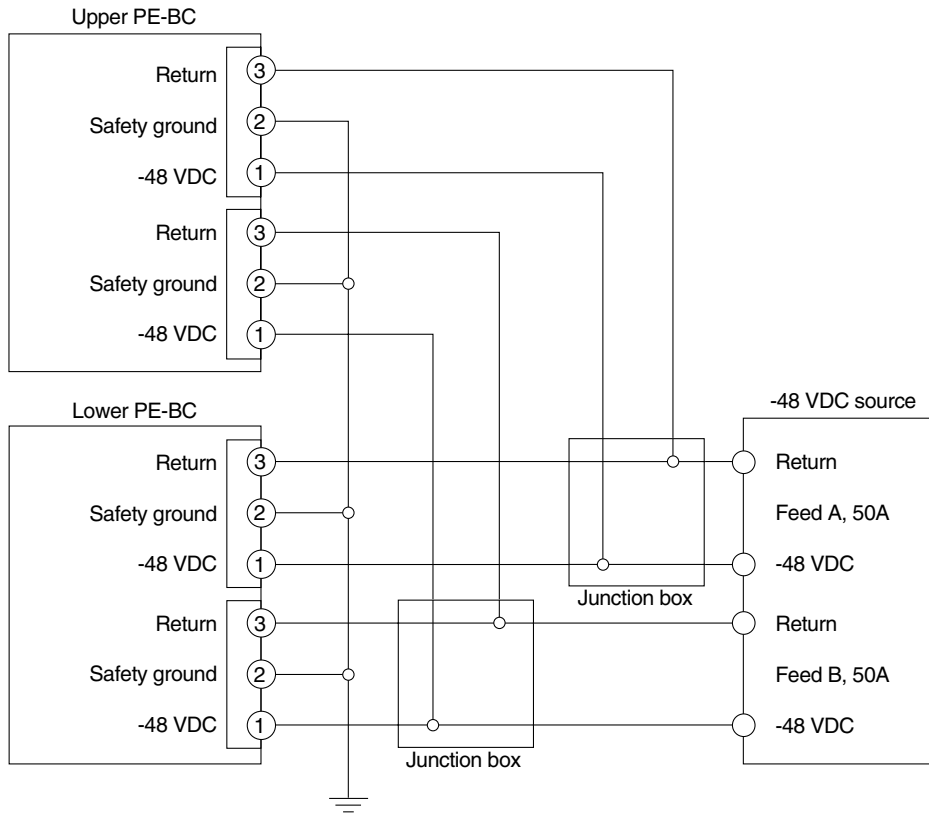 Upper PE-BC
Return 3
Safety ground 2
-48 VDC 1
Return 3
Safety ground 2
-48 VDC 1
Lower PE-BC
Return 3
Safety ground 2
-48 VDC 1
Return 3
Safety ground 2
-48 VDC 1
Junction box
Junction box
-48 VDC source
Return
Feed A, 50A
-48 VDC
Return
Feed B, 50A
-48 VDC